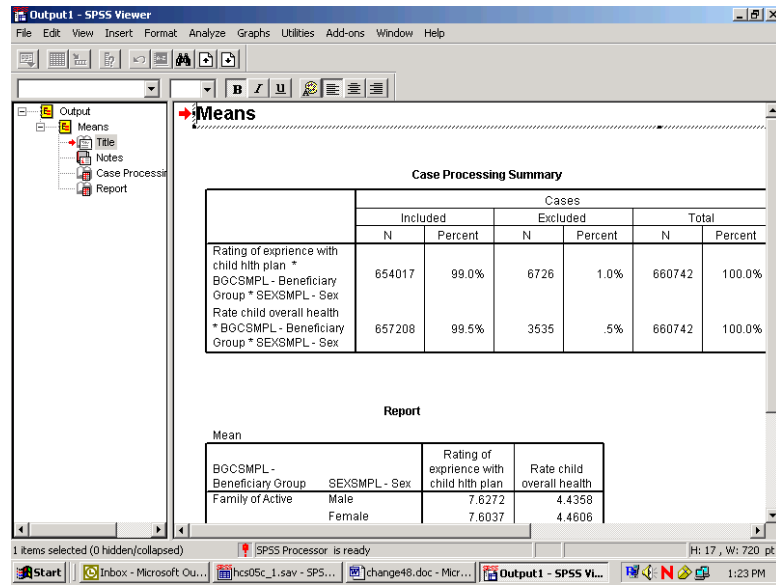 Output1 - SPSS Viewer
File Edit View Insert Format Analyze Graphs Utilities Add-ons Window Help
B I u
Output
Means
Title
Notes
Case Processin
Report
Means
Case Processing Summary
Cases
Included Excluded Total
N Percent N Percent N Percent
Rating of exprience with
child hlth plan *
BGCSMPL - Beneficiary
Group * SEXSMPL - Sex
654017 99.0% 6726 1.0% 660742 100.0%
Rate child overall health
* BGCSMPL - Beneficiary
Group * SEXSMPL - Sex
657208 99.5% 3535 .5% 660742 100.0%
Report
Mean
BGCSMPL -
Beneficiary Group
SEXSMPL - Sex
Rating of
exprience with
child hlth plan
Rate child
overall health
Family of Active Male 7.6272 4.4358
Female 7.6037 4.4606
1 items selected (0 hidden/collapsed) SPSS Processor is ready H: 17 , W: 720 pt
Start Inbox - Microsoft Ou... hcs05c_1.sav - SPS... change48.doc - Micr... Output1 - SPSS Vi... N 1:23 PM